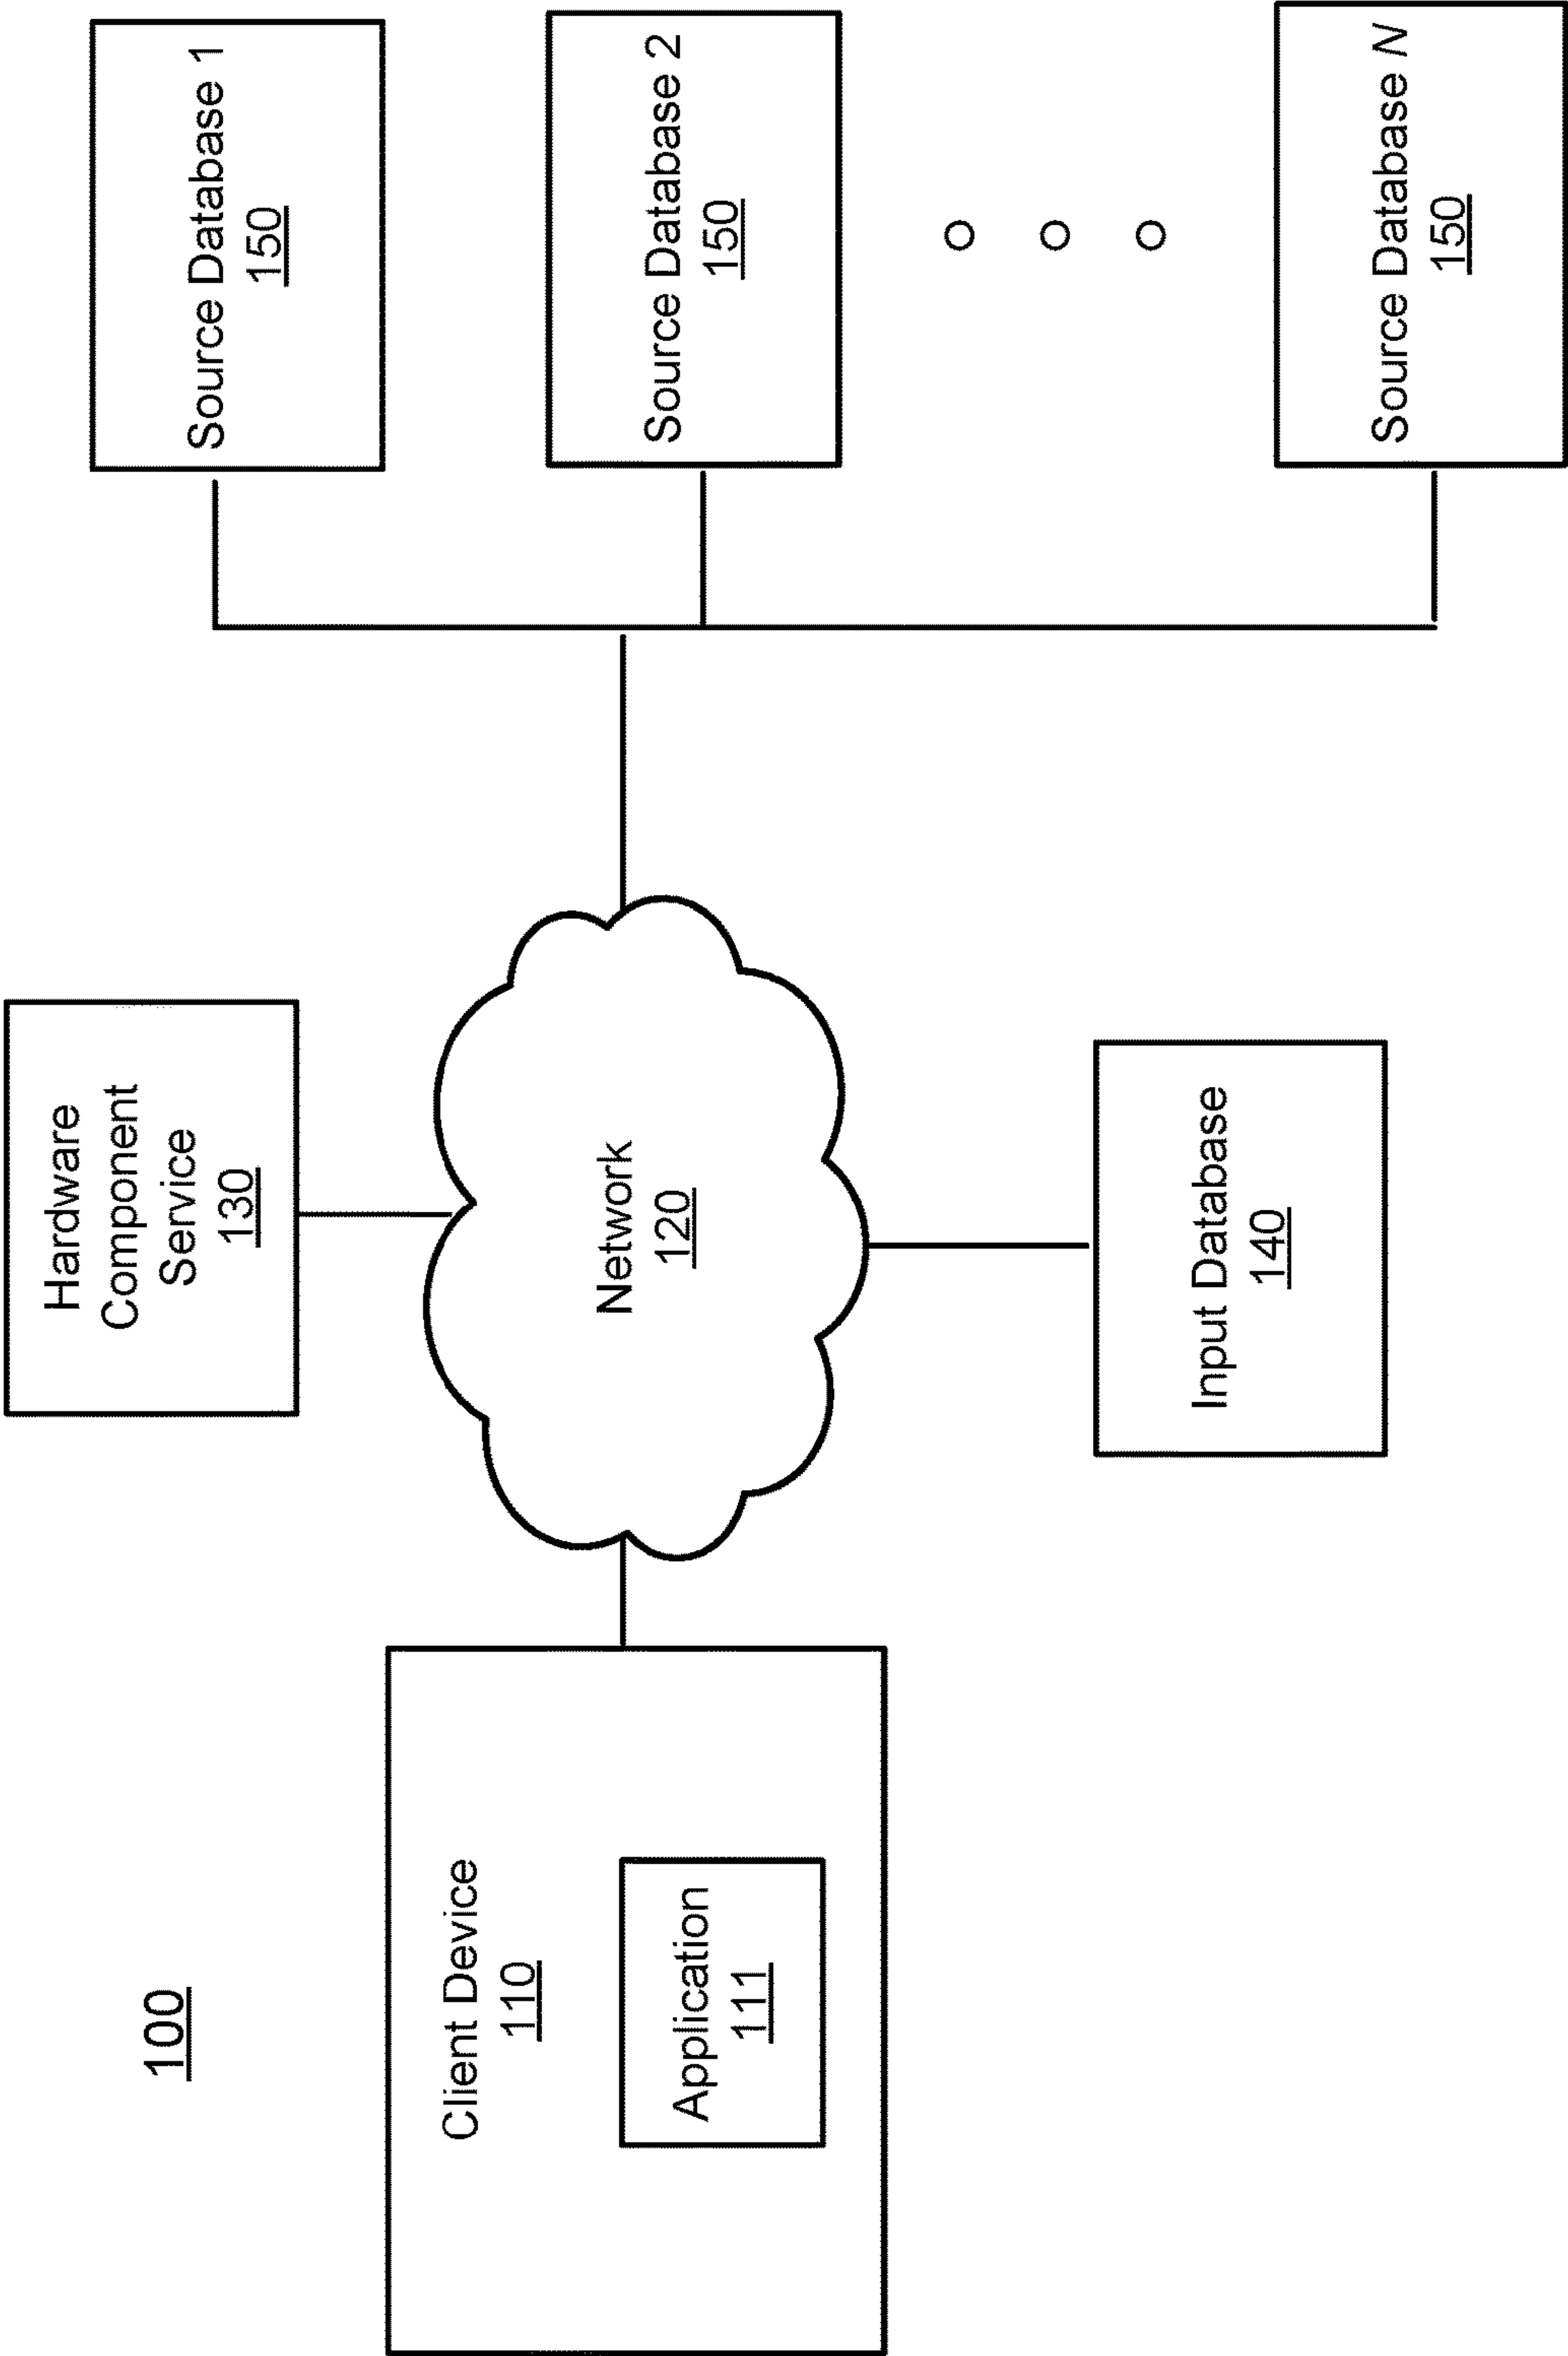 100
Client Device
110
Application
111
Hardware
Component
Service
130
Network
120
Input Database
140
Source Database 1
150
Source Database 2
150
Source Database N
150